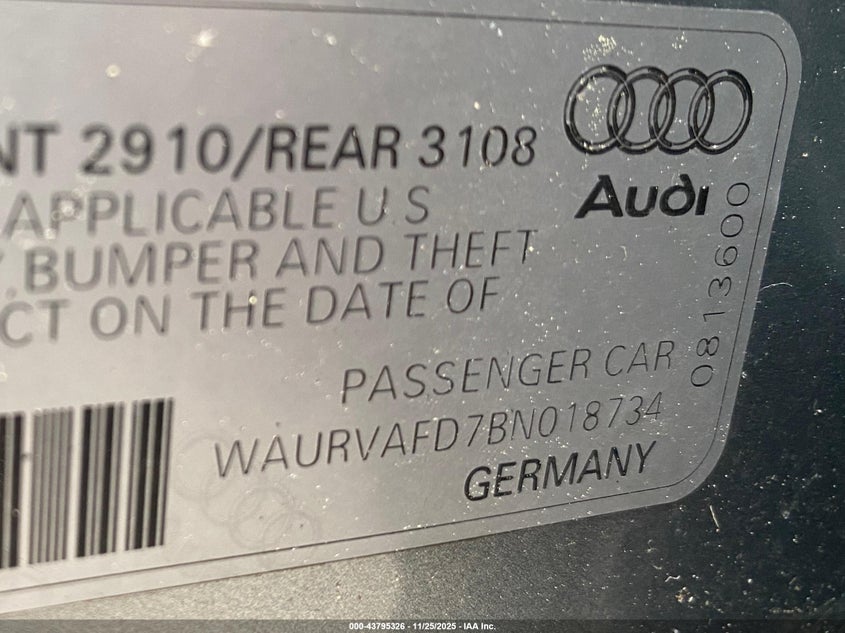 NT 2910/REAR 3108
Audi
APPLICABLE U.S
BUMPER AND THEFT
CT ON THE DATE OF
PASSENGER CAR
WAURVAFD7BN018734
GERMANY
0813600
000-43795326 - 11/25/2025 - IAA Inc.